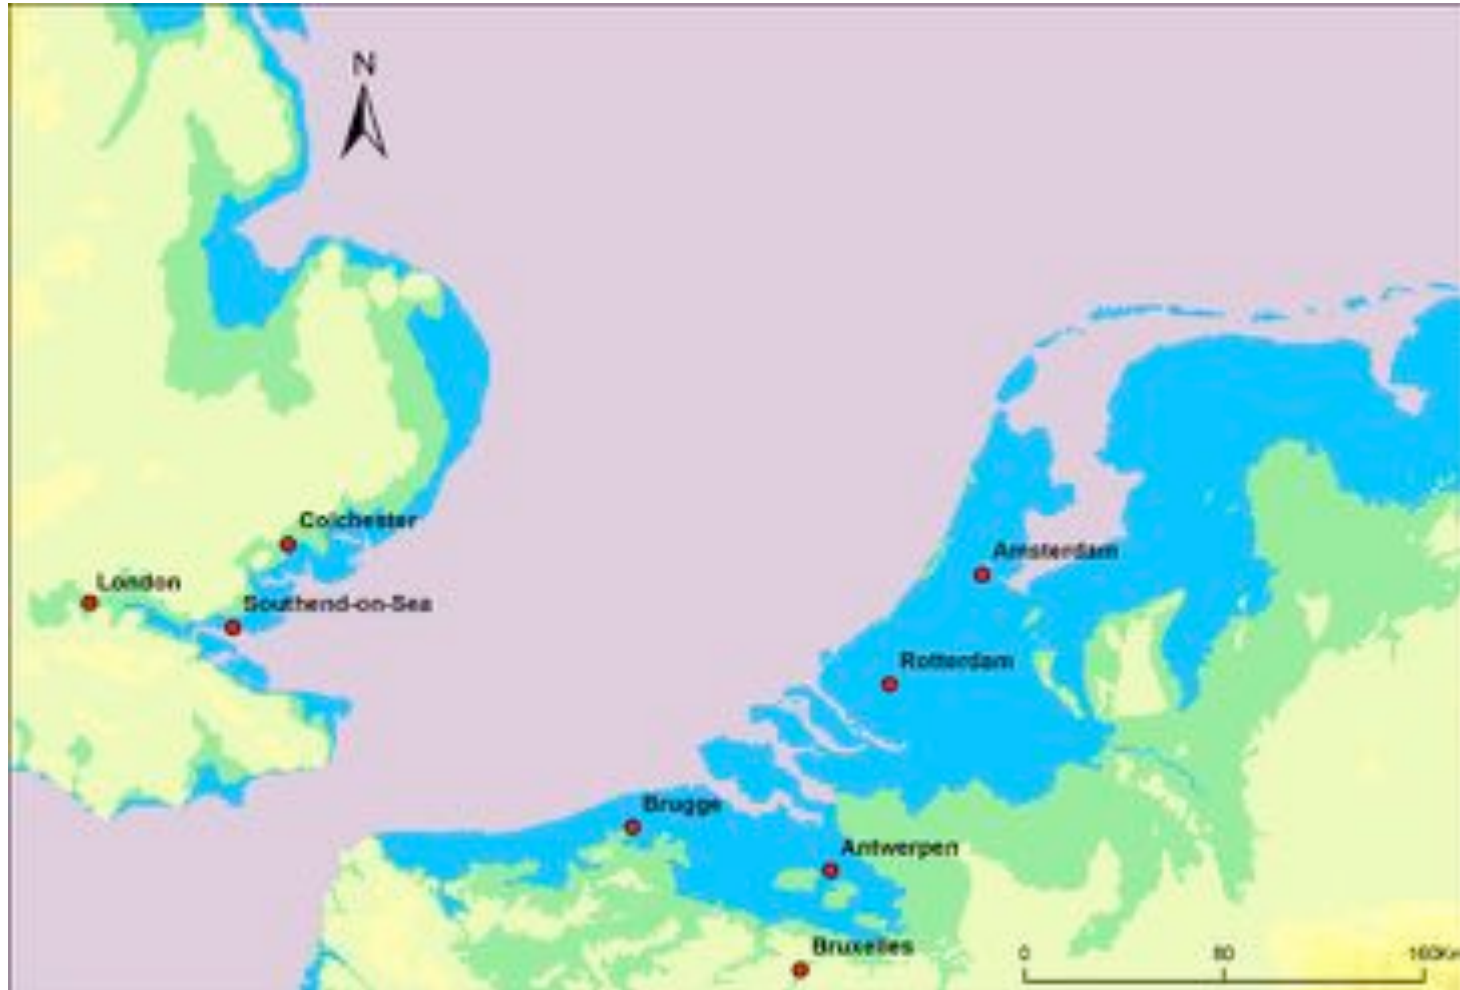 N
Colchester
London
Southend-on-Sea
Amsterdam
Rotterdam
Brugge
Antwerpen
Bruxelles
0 80 160Km